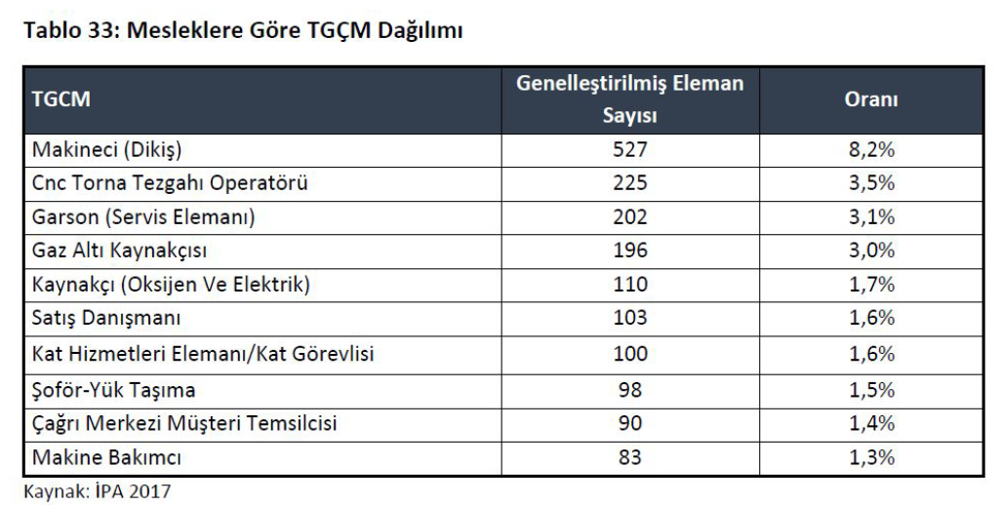 Tablo 33: Mesleklere Göre TGÇM Dağılımı
TGCM Genelleştirilmiş Eleman Sayısı Oranı
Makineci (Dikiş) 527 8,2%
Cnc Torna Tezgahı Operatörü 225 3,5%
Garson (Servis Elemanı) 202 3,1%
Gaz Altı Kaynakçısı 196 3,0%
Kaynakçı (Oksijen Ve Elektrik) 110 1,7%
Satış Danışmanı 103 1,6%
Kat Hizmetleri Elemanı/Kat Görevlisi 100 1,6%
Şoför-Yük Taşıma 98 1,5%
Çağrı Merkezi Müşteri Temsilcisi 90 1,4%
Makine Bakımcı 83 1,3%
Kaynak: İPA 2017